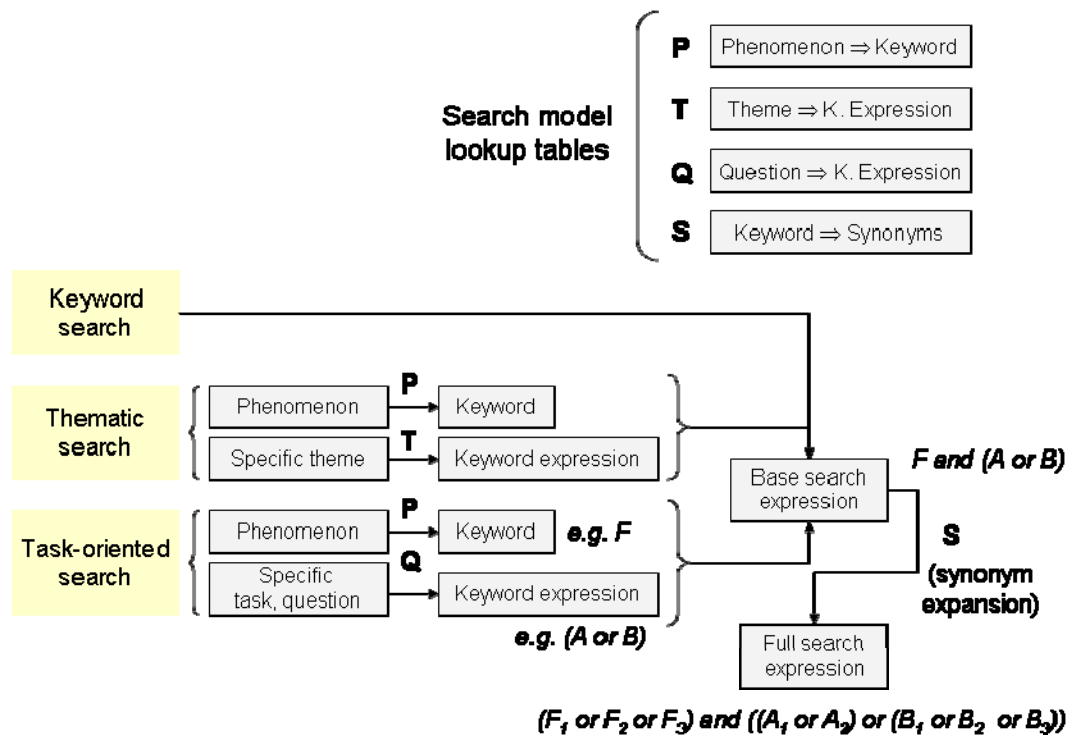 P
Phenomenon ⇒ Keyword
Search model
lookup tables
T
Theme ⇒ K. Expression
Q
Question ⇒ K. Expression
S
Keyword ⇒ Synonyms
Keyword
search
Thematic
search
Phenomenon
P
Keyword
Specific theme
T
Keyword expression
Base search
expression
F and (A or B)
Task-oriented
search
Phenomenon
P
Keyword
e.g. F
Specific
task, question
Q
Keyword expression
e.g. (A or B)
S
(synonym
expansion)
Full search
expression
(F₁ or F₂ or F₃) and ((A₁ or A₂) or (B₁ or B₂ or B₃))